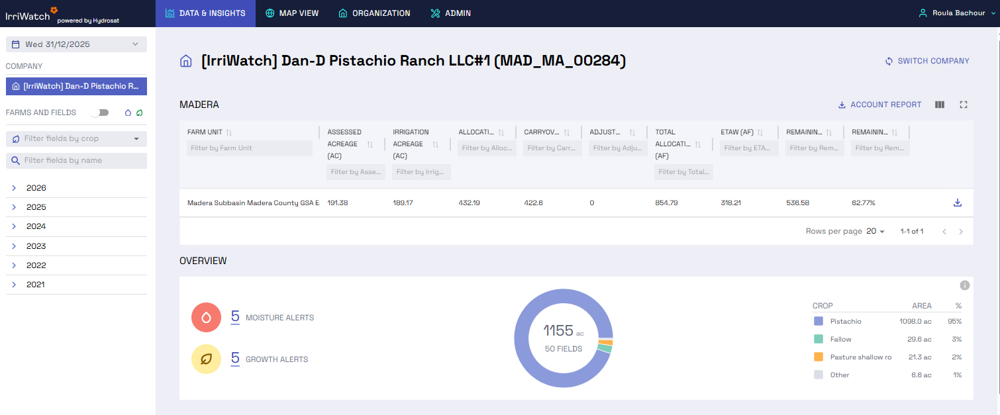 IrriWatch powered by Hydrosat
DATA & INSIGHTS
MAP VIEW
ORGANIZATION
ADMIN
Roula Bachour
Wed 31/12/2025
COMPANY
[IrriWatch] Dan-D Pistachio R...
FARMS AND FIELDS
Filter fields by crop
Filter fields by name
2026
2025
2024
2023
2022
2021
[IrriWatch] Dan-D Pistachio Ranch LLC#1 (MAD_MA_00284)
SWITCH COMPANY
MADERA
ACCOUNT REPORT
FARM UNIT
Filter by Farm Unit
ASSESSED
ACREAGE
(AC)
Filter by Asse...
IRRIGATION
ACREAGE
(AC)
Filter by Irrig...
ALLOCATI...
Filter by Alloc...
CARRYOV...
Filter by Carr...
ADJUST...
Filter by Adju...
TOTAL
ALLOCATI...
(AF)
Filter by Total...
ETAW (AF)
Filter by ETA...
REMAININ...
Filter by Rem...
REMAININ...
Filter by Rem...
Madera Subbasin Madera County GSA E. 191.38 189.17 432.19 422.6 0 854.79 318.21 536.58 62.77%
Rows per page 20 1-1 of 1
OVERVIEW
5 MOISTURE ALERTS
5 GROWTH ALERTS
1155 ac
50 FIELDS
CROP AREA %
Pistachio 1098.0 ac 95%
Fallow 29.6 ac 3%
Pasture shallow ro 21.3 ac 2%
Other 6.6 ac 1%